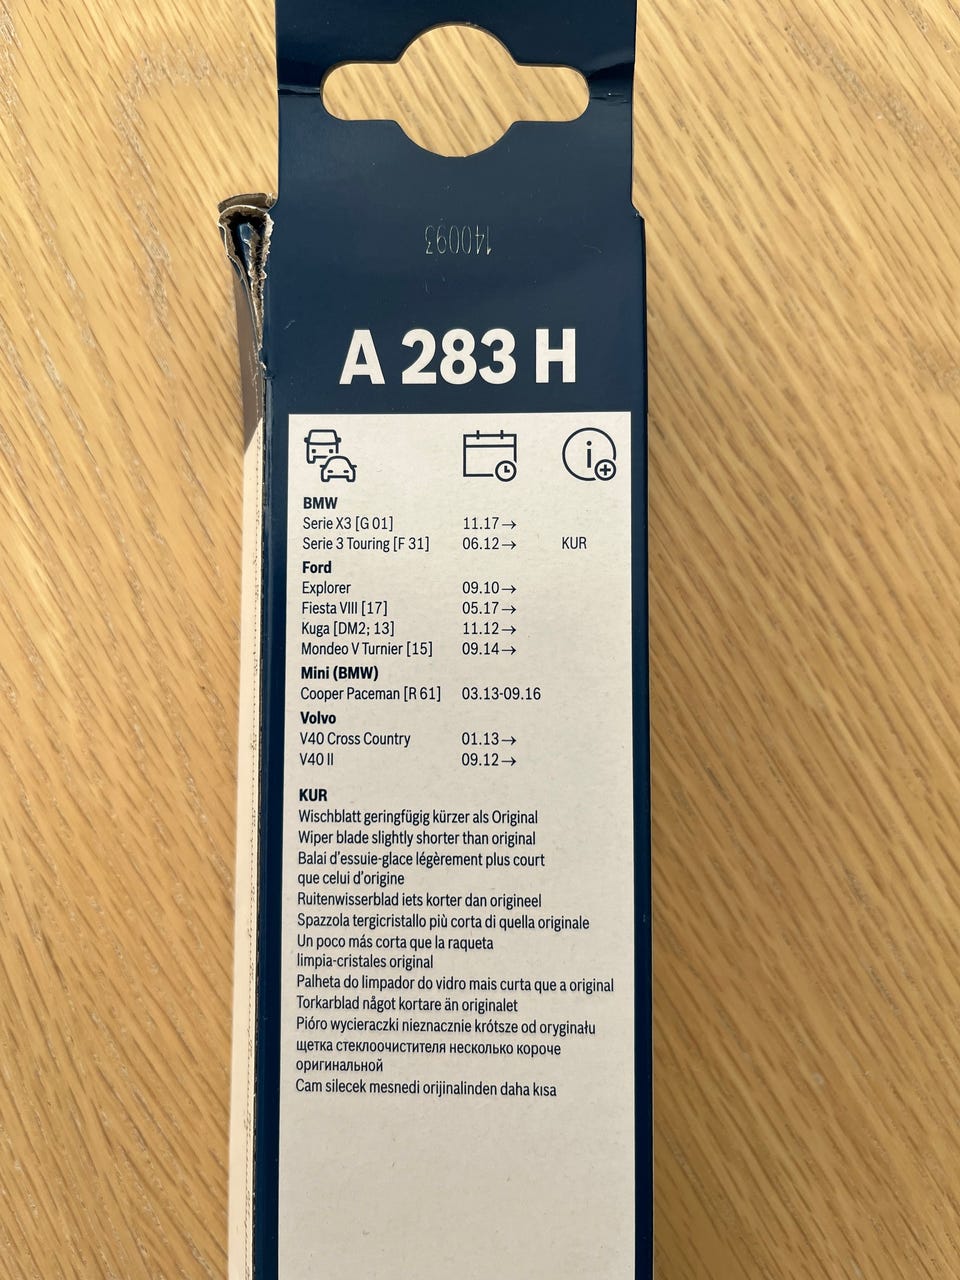 140093
A 283 H
BMW
Serie X3 [G 01] 11.17→
Serie 3 Touring [F 31] 06.12→ KUR
Ford
Explorer 09.10→
Fiesta VIII [17] 05.17→
Kuga [DM2; 13] 11.12→
Mondeo V Turnier [15] 09.14→
Mini (BMW)
Cooper Paceman [R 61] 03.13-09.16
Volvo
V40 Cross Country 01.13→
V40 II 09.12→
KUR
Wischblatt geringfügig kürzer als Original
Wiper blade slightly shorter than original
Balai d'essuie-glace légèrement plus court
que celui d'origine
Ruitenwisserblad iets korter dan origineel
Spazzola tergicristallo più corta di quella originale
Un poco más corta que la raqueta
limpia-cristales original
Palheta do limpador do vidro mais curta que a original
Torkarblad något kortare än originalet
Pióro wycieraczki nieznacznie krótsze od oryginału
щетка стеклоочистителя несколько короче
оригинальной
Cam silecek mesnedi orijinalinden daha kısa